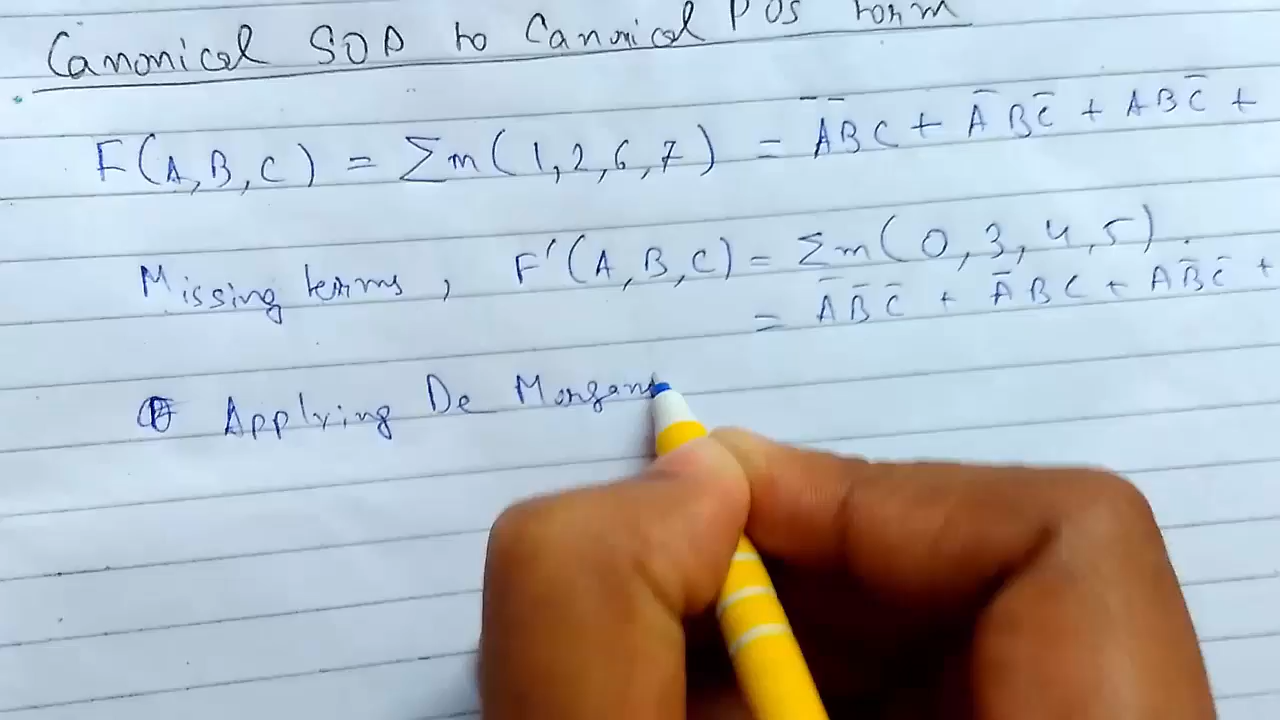 Canonical SOP to Canonical POS form
F(A,B,C) = Σm(1,2,6,7) = A̅B̅C + A̅BC̅ + ABC̅ +
Missing terms, F'(A,B,C) = Σm(0,3,4,5).
= A̅B̅C̅ + A̅BC + AB̅C̅ +
Applying De Morgans